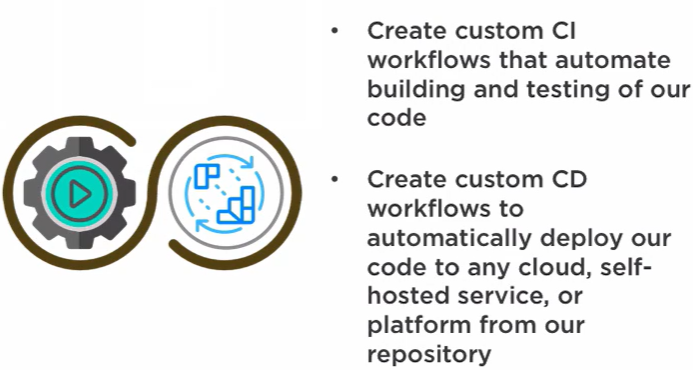 • Create custom CI
workflows that automate
building and testing of our
code
• Create custom CD
workflows to
automatically deploy our
code to any cloud, self-
hosted service, or
platform from our
repository